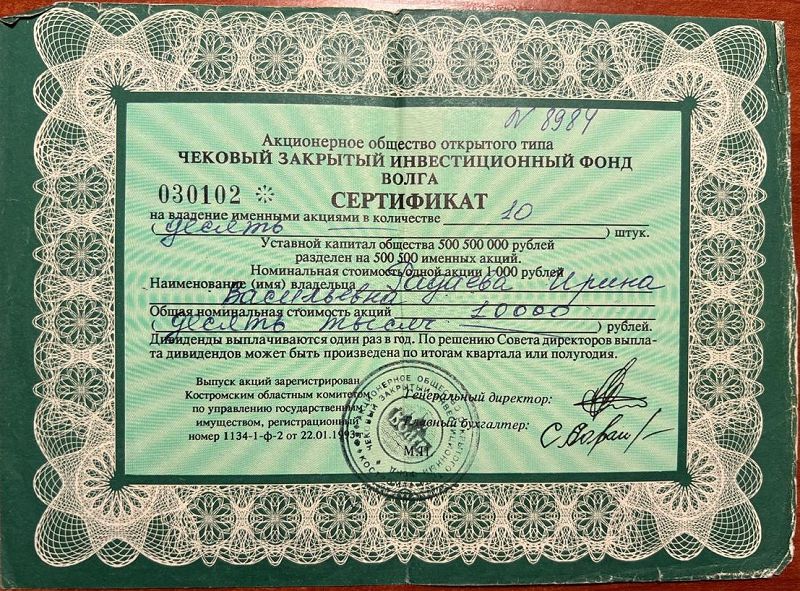 N 8984
Акционерное общество открытого типа
ЧЕКОВЫЙ ЗАКРЫТЫЙ ИНВЕСТИЦИОННЫЙ ФОНД
ВОЛГА
030102 ※ СЕРТИФИКАТ
на владение именными акциями в количестве 10
( десять ) штук.
Уставной капитал общества 500 500 000 рублей
разделен на 500 500 именных акций.
Номинальная стоимость одной акции 1 000 рублей
Наименование (имя) владельца Ирина
Васильевна
Общая номинальная стоимость акций 10000
( десять тысяч ) рублей.
Дивиденды выплачиваются один раз в год. По решению Совета директоров выпла-
та дивидендов может быть произведена по итогам квартала или полугодия.
Выпуск акций зарегистрирован
Костромским областным комитетом
по управлению государственным
имуществом, регистрационный
номер 1134-1-ф-2 от 22.01.1993 г.
Генеральный директор:
Главный бухгалтер:
М.П.